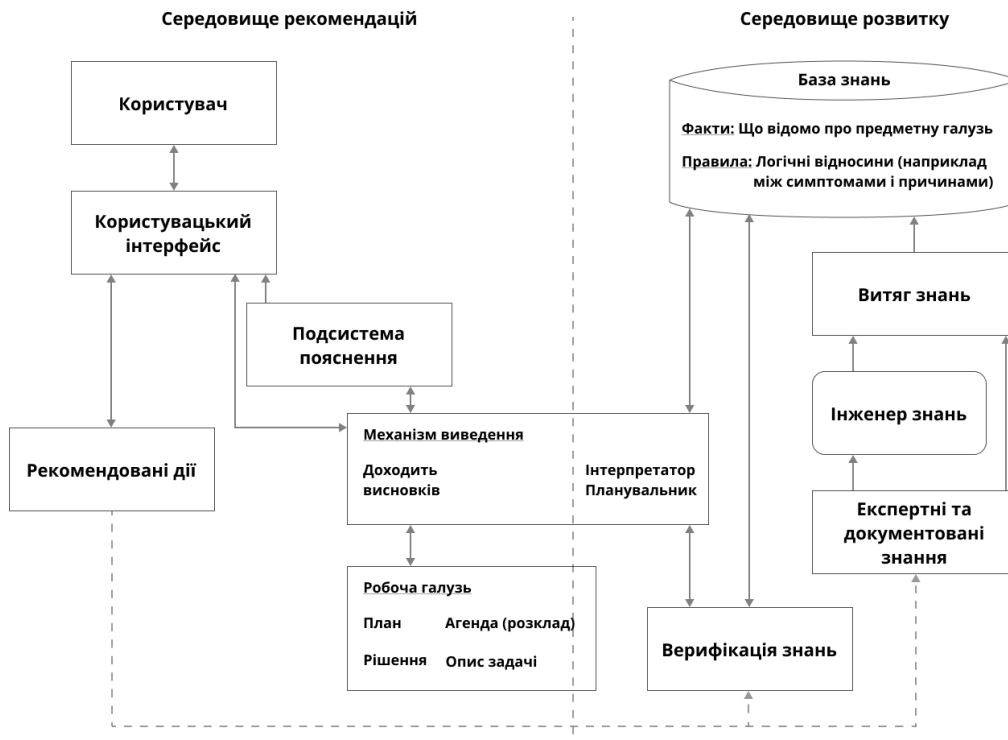 Середовище рекомендацій
Середовище розвитку
Користувач
База знань
Факти: Що відомо про предметну галузь
Правила: Логічні відносини (наприклад
між симптомами і причинами)
Користувацький
інтерфейс
Витяг знань
Подсистема
пояснення
Інженер знань
Механізм виведення
Доходить
висновків
Інтерпретатор
Планувальник
Рекомендовані дії
Експертні та
документовані
знання
Робоча галузь
План
Агенда (розклад)
Рішення
Опис задачі
Верифікація знань